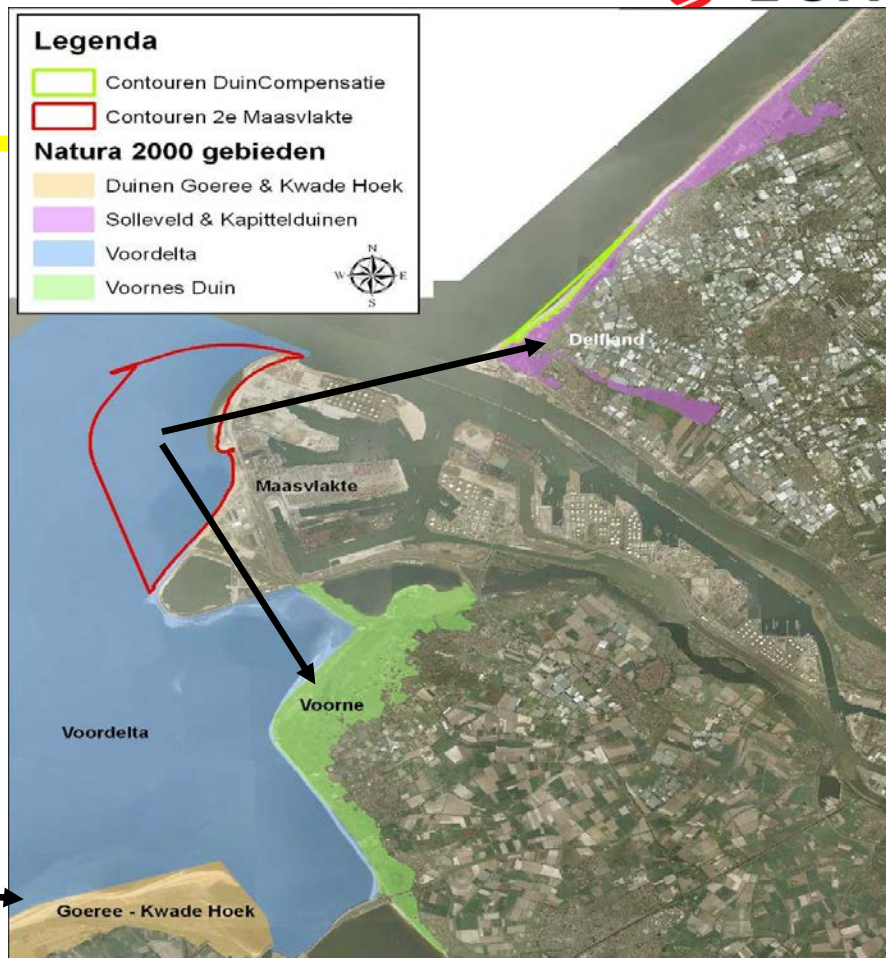 Legenda
Contouren DuinCompensatie
Contouren 2e Maasvlakte
Natura 2000 gebieden
Duinen Goeree & Kwade Hoek
Solleveld & Kapittelduinen
Voordelta
Voornes Duin
N
W E
S
Delfland
Maasvlakte
Voorne
Voordelta
Goeree - Kwade Hoek